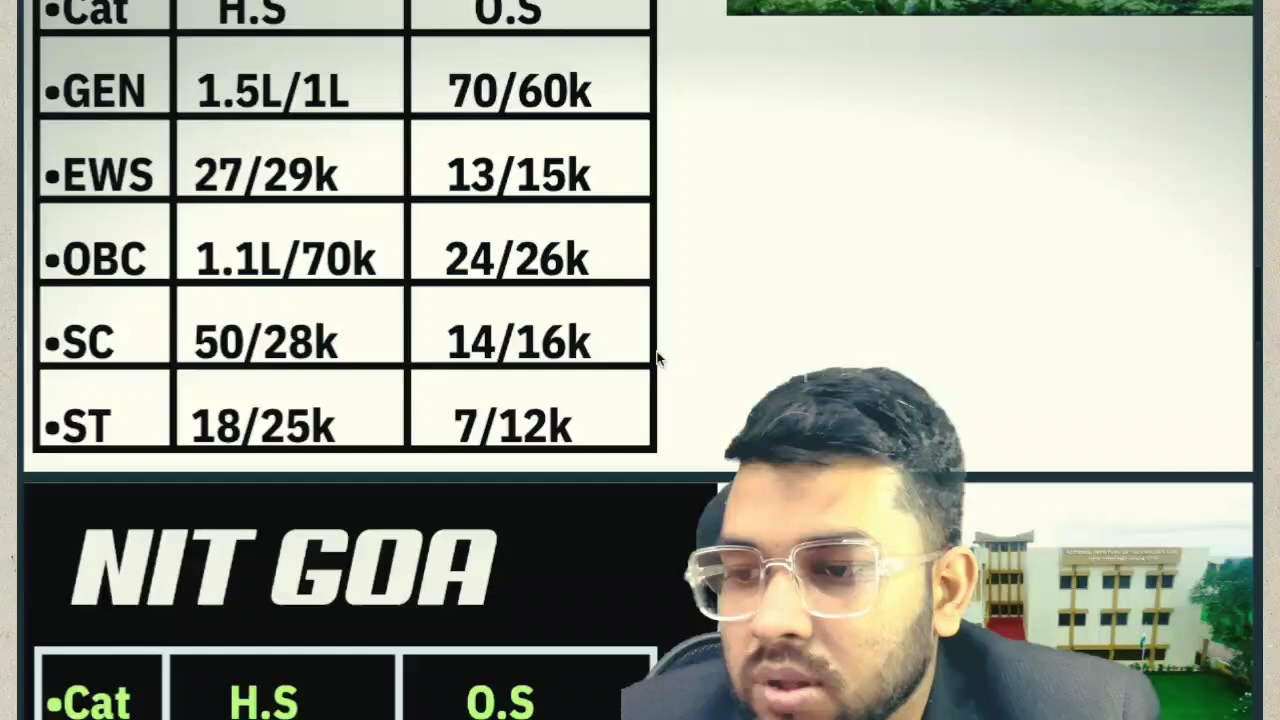 •Cat H.S O.S
•GEN 1.5L/1L 70/60k
•EWS 27/29k 13/15k
•OBC 1.1L/70k 24/26k
•SC 50/28k 14/16k
•ST 18/25k 7/12k
NIT GOA
•Cat H.S O.S